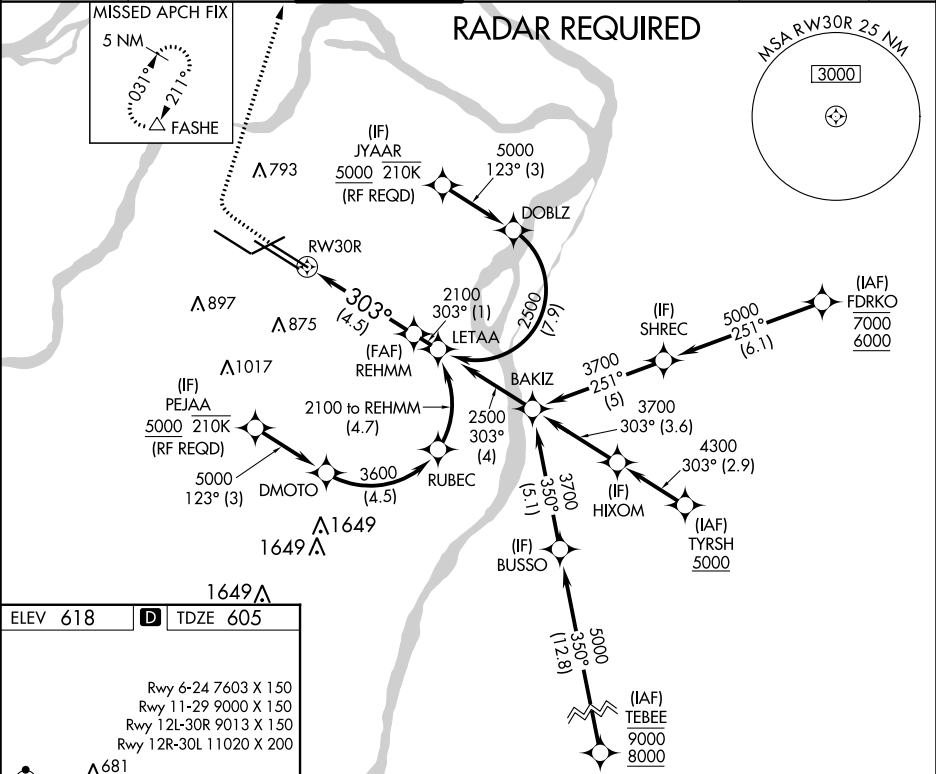 MISSED APCH FIX
5 NM
031°
211°
FASHE
RADAR REQUIRED
MSA RW30R 25 NM
3000
793
(IF)
JYAAR
5000 210K
(RF REQD)
5000
123° (3)
DOBLZ
RW30R
897
875
1017
303°
(4.5)
2100
303° (1)
LETAA
(FAF)
REHMM
2500
(7.9)
(IAF)
FDRKO
7000
6000
5000
251°
(6.1)
(IF)
SHREC
3700
251°
(5)
BAKIZ
2500
303°
(4)
3700
303° (3.6)
4300
303° (2.9)
(IF)
HIXOM
(IAF)
TYRSH
5000
(IF)
PEJAA
5000 210K
(RF REQD)
5000
123° (3)
DMOTO
3600
(4.5)
2100 to REHMM
(4.7)
RUBEC
3700
350°
(5.1)
(IF)
BUSSO
5000
350°
(12.8)
(IAF)
TEBEE
9000
8000
1649
1649
1649
ELEV 618 D TDZE 605
Rwy 6-24 7603 X 150
Rwy 11-29 9000 X 150
Rwy 12L-30R 9013 X 150
Rwy 12R-30L 11020 X 200
681